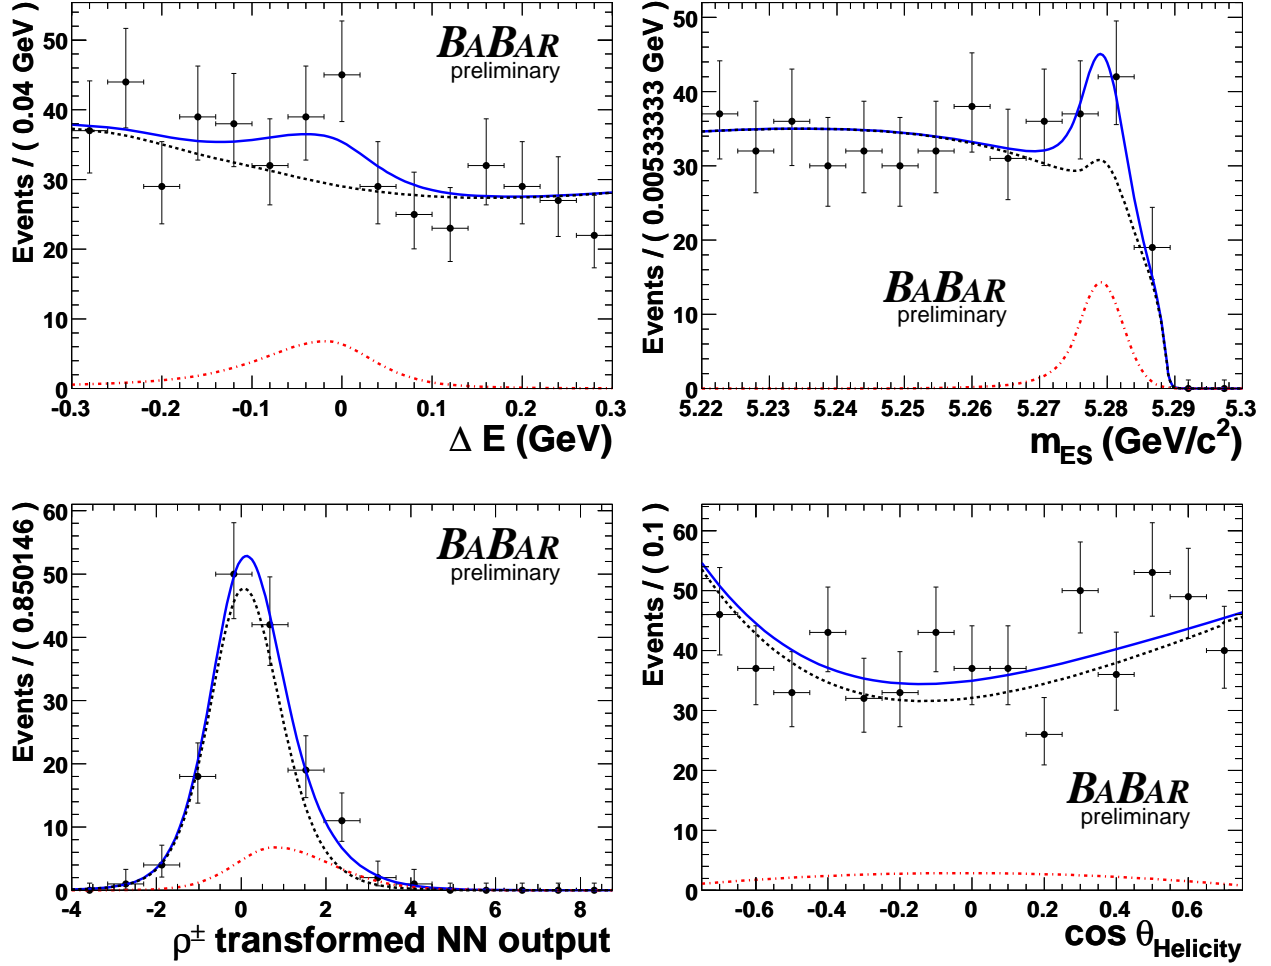 Events / ( 0.04 GeV )
50
40
30
20
10
0
-0.3 -0.2 -0.1 0 0.1 0.2 0.3
Δ E (GeV)
BABAR
preliminary
Events / ( 0.00533333 GeV )
50
40
30
20
10
0
5.22 5.23 5.24 5.25 5.26 5.27 5.28 5.29 5.3
m_ES (GeV/c²)
BABAR
preliminary
Events / ( 0.850146 )
60
50
40
30
20
10
0
-4 -2 0 2 4 6 8
ρ± transformed NN output
BABAR
preliminary
Events / ( 0.1 )
60
50
40
30
20
10
0
-0.6 -0.4 -0.2 0 0.2 0.4 0.6
cos θ_Helicity
BABAR
preliminary